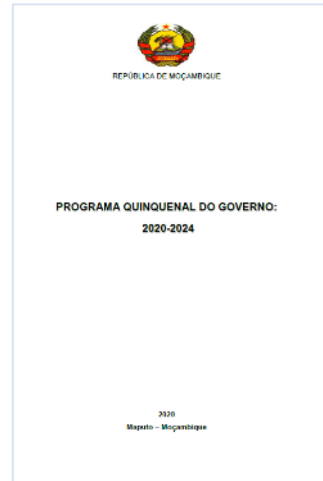 REPÚBLICA DE MOÇAMBIQUE
PROGRAMA QUINQUENAL DO GOVERNO:
2020-2024
2020
Maputo – Moçambique